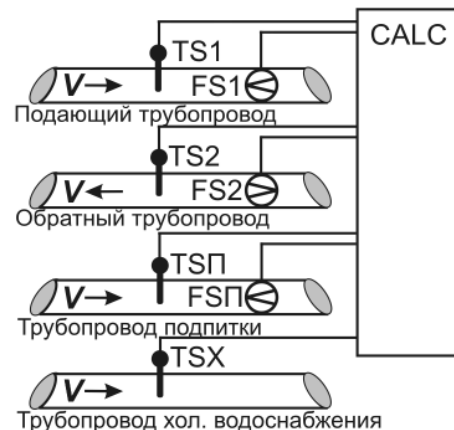 TS1
CALC
V FS1
Подающий трубопровод
TS2
V FS2
Обратный трубопровод
TSП
V FSП
Трубопровод подпитки
TSX
V
Трубопровод хол. водоснабжения